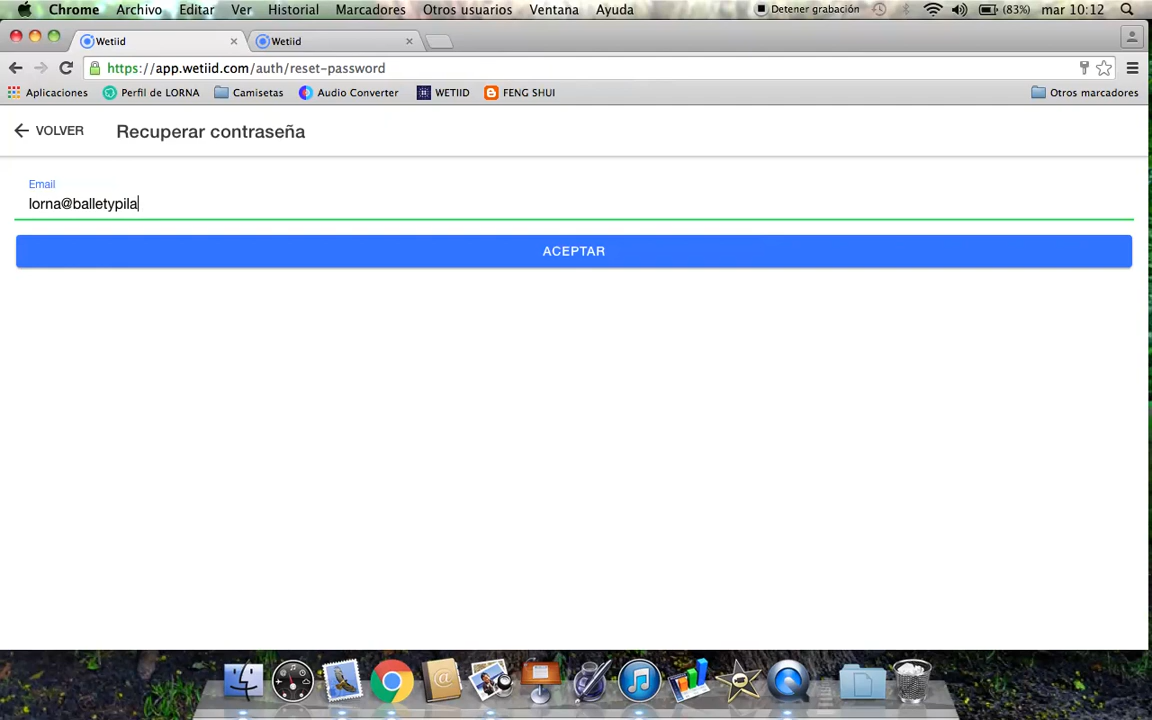 Chrome Archivo Editar Ver Historial Marcadores Otros usuarios Ventana Ayuda Detener grabación (83%) mar 10:12
Wetiid Wetiid
https://app.wetiid.com/auth/reset-password
Aplicaciones Perfil de LORNA Camisetas Audio Converter WETIID FENG SHUI Otros marcadores
VOLVER Recuperar contraseña
Email
lorna@balletypila
ACEPTAR